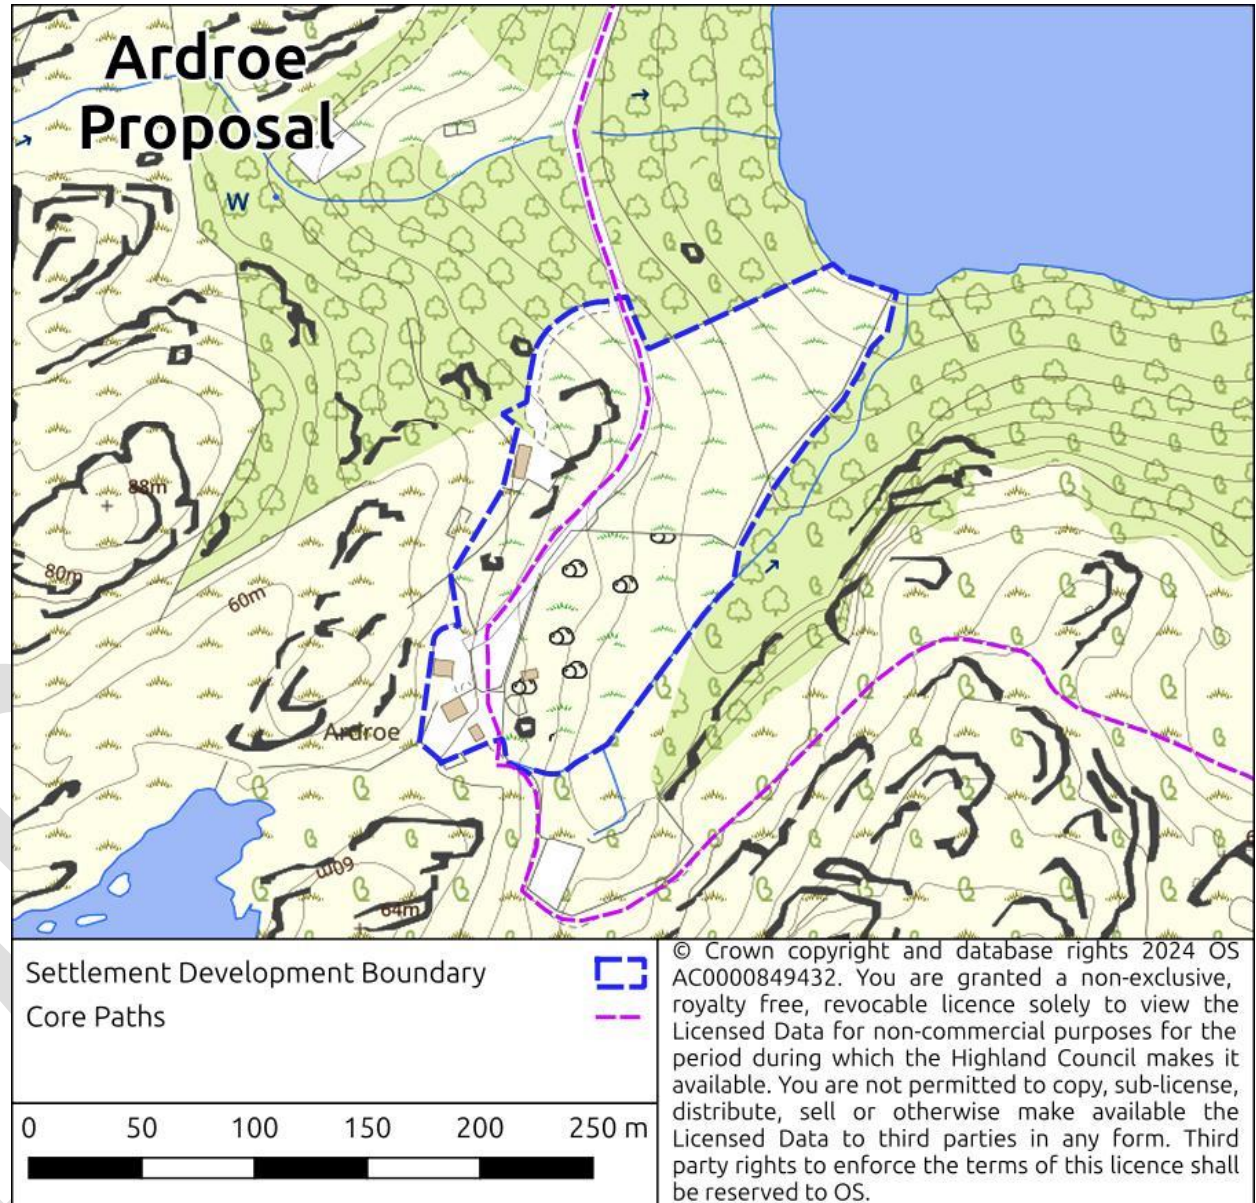 Ardroe
Proposal
W
88m
80m
60m
Ardroe
60m
64m
Settlement Development Boundary
Core Paths
0 50 100 150 200 250 m
© Crown copyright and database rights 2024 OS
AC0000849432. You are granted a non-exclusive,
royalty free, revocable licence solely to view the
Licensed Data for non-commercial purposes for the
period during which the Highland Council makes it
available. You are not permitted to copy, sub-license,
distribute, sell or otherwise make available the
Licensed Data to third parties in any form. Third
party rights to enforce the terms of this licence shall
be reserved to OS.